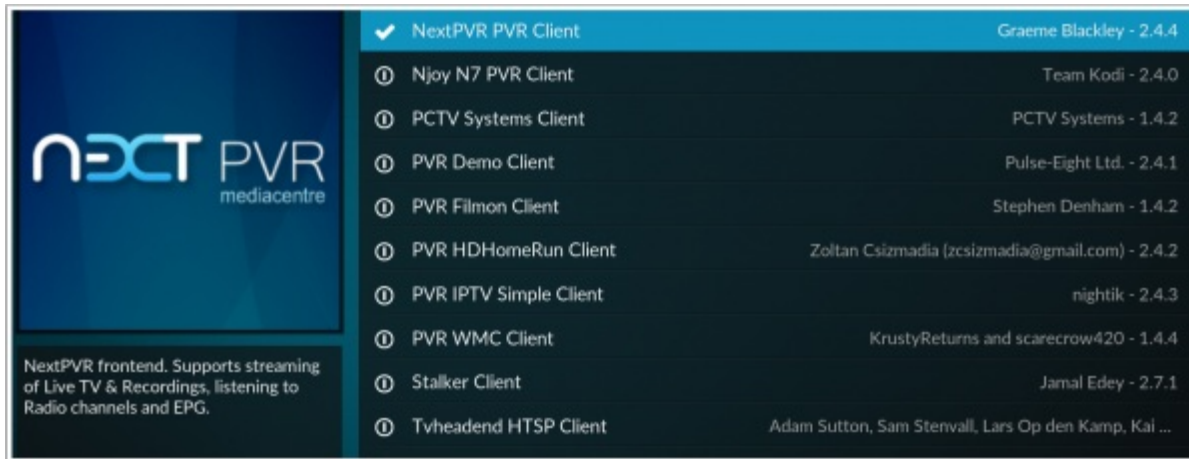 NEXT PVR
mediacentre
NextPVR frontend. Supports streaming
of Live TV & Recordings, listening to
Radio channels and EPG.
NextPVR PVR Client Graeme Blackley - 2.4.4
Njoy N7 PVR Client Team Kodi - 2.4.0
PCTV Systems Client PCTV Systems - 1.4.2
PVR Demo Client Pulse-Eight Ltd. - 2.4.1
PVR Filmon Client Stephen Denham - 1.4.2
PVR HDHomeRun Client Zoltan Csizmadia (zcsizmadia@gmail.com) - 2.4.2
PVR IPTV Simple Client nightik - 2.4.3
PVR WMC Client KrustyReturns and scarecrow420 - 1.4.4
Stalker Client Jamal Edey - 2.7.1
Tvheadend HTSP Client Adam Sutton, Sam Stenvall, Lars Op den Kamp, Kai ...